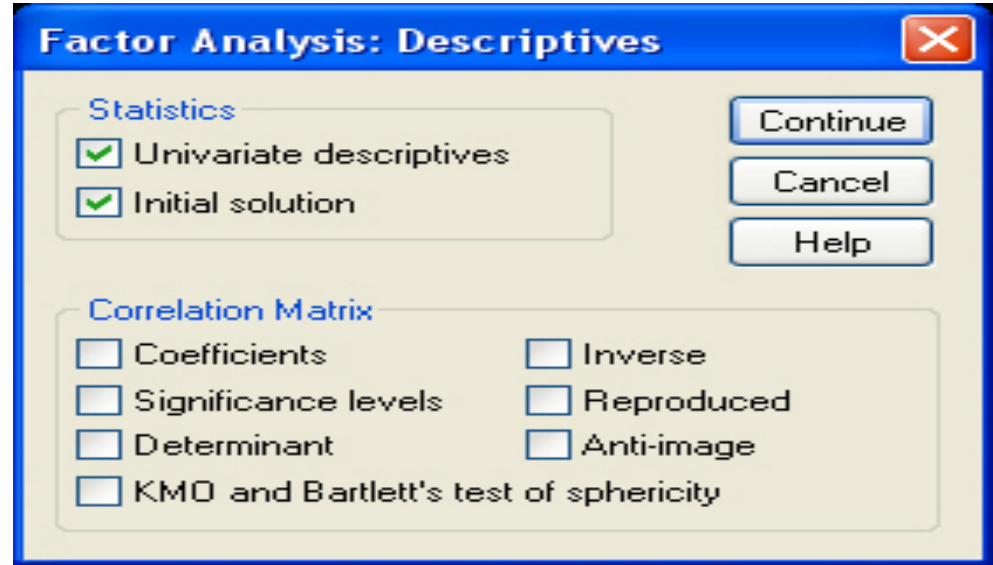 Factor Analysis: Descriptives
Statistics
Univariate descriptives
Initial solution
Continue
Cancel
Help
Correlation Matrix
Coefficients
Inverse
Significance levels
Reproduced
Determinant
Anti-image
KMO and Bartlett's test of sphericity